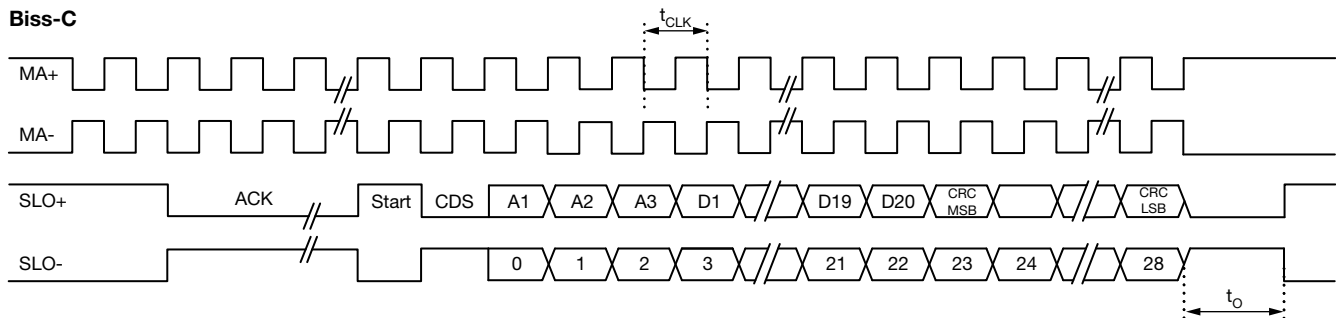 Biss-C
tCLK
MA+
MA-
SLO+ ACK Start CDS A1 A2 A3 D1 D19 D20 CRC MSB CRC LSB
SLO- 0 1 2 3 21 22 23 24 28
tO